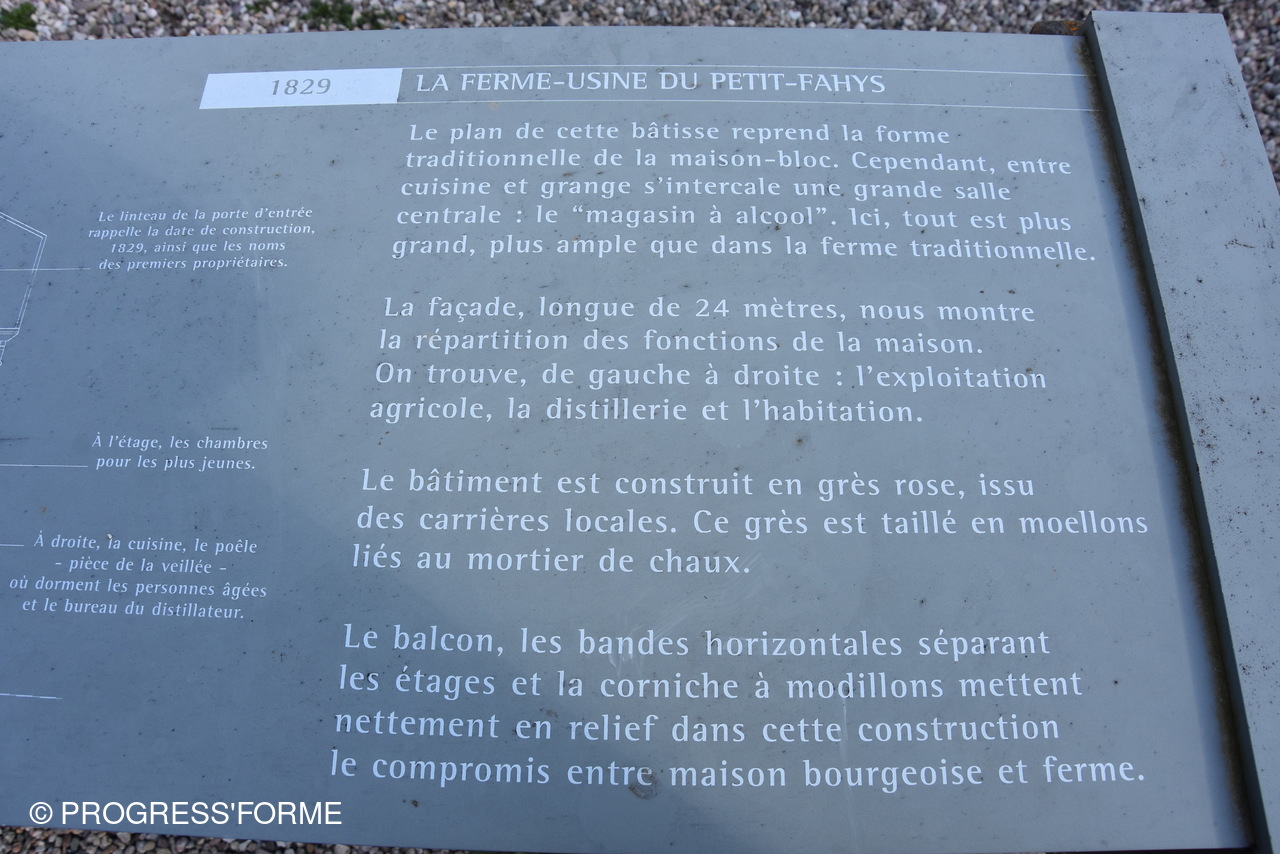 1829
LA FERME-USINE DU PETIT-FAHYS
Le plan de cette bâtisse reprend la forme
traditionnelle de la maison-bloc. Cependant, entre
cuisine et grange s'intercale une grande salle
centrale : le “magasin à alcool”. Ici, tout est plus
grand, plus ample que dans la ferme traditionnelle.
La façade, longue de 24 mètres, nous montre
la répartition des fonctions de la maison.
On trouve, de gauche à droite : l'exploitation
agricole, la distillerie et l'habitation.
Le bâtiment est construit en grès rose, issu
des carrières locales. Ce grès est taillé en moellons
liés au mortier de chaux.
Le balcon, les bandes horizontales séparant
les étages et la corniche à modillons mettent
nettement en relief dans cette construction
le compromis entre maison bourgeoise et ferme.
Le linteau de la porte d'entrée
rappelle la date de construction,
1829, ainsi que les noms
des premiers propriétaires.
À l'étage, les chambres
pour les plus jeunes.
À droite, la cuisine, le poêle
- pièce de la veillée -
où dorment les personnes âgées
et le bureau du distillateur.
© PROGRESS'FORME